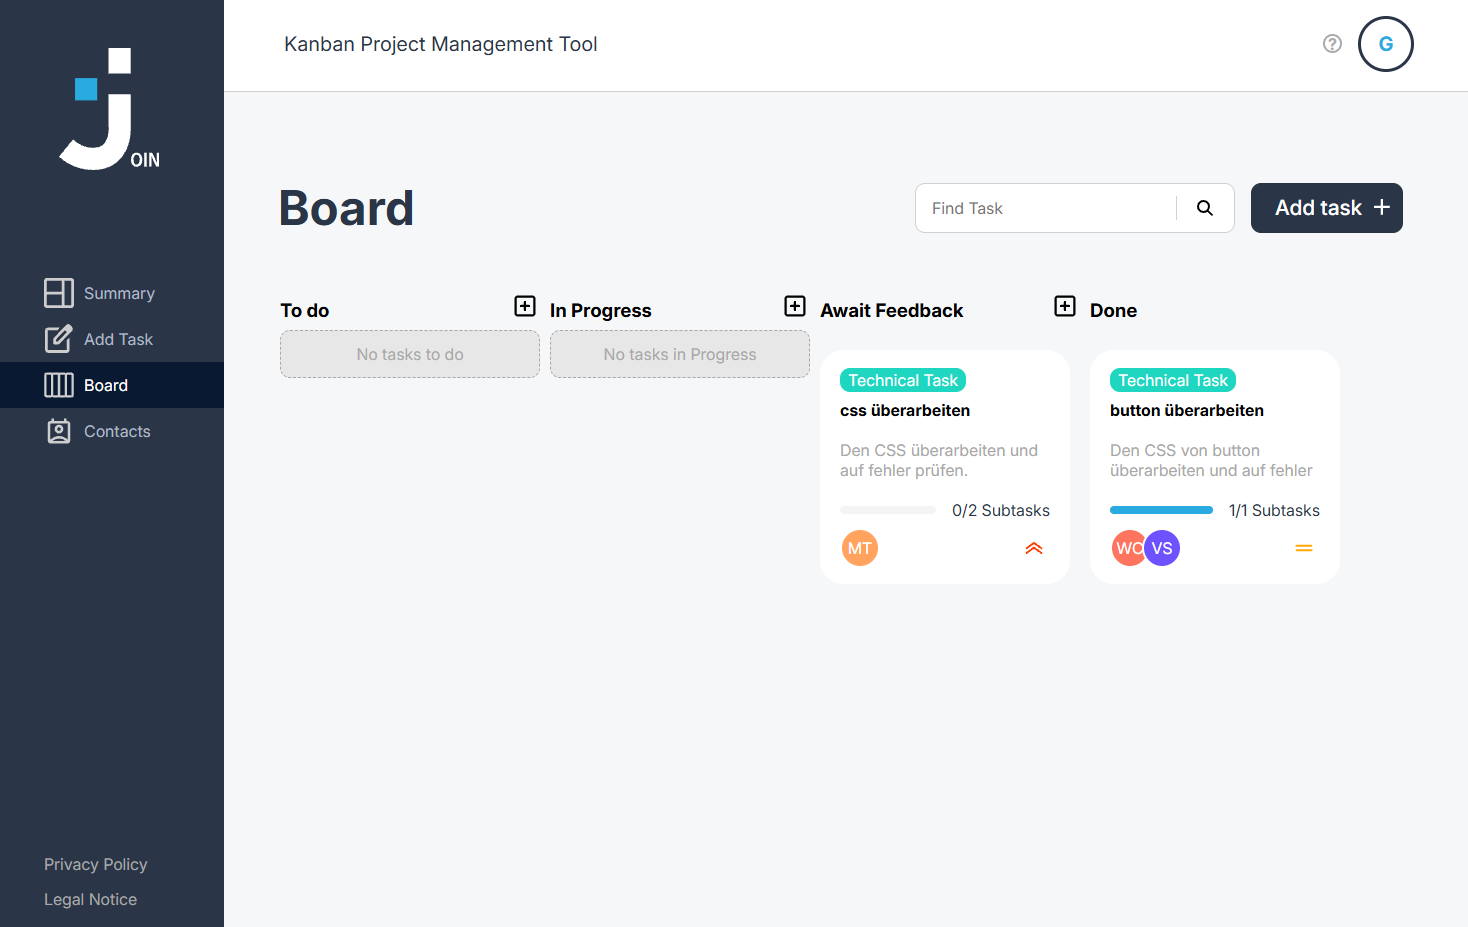 OIN
Kanban Project Management Tool
G
Summary
Add Task
Board
Contacts
Privacy Policy
Legal Notice
Board
Find Task
Add task
To do
No tasks to do
In Progress
No tasks in Progress
Await Feedback
Technical Task
css überarbeiten
Den CSS überarbeiten und
auf fehler prüfen.
0/2 Subtasks
MT
Done
Technical Task
button überarbeiten
Den CSS von button
überarbeiten und auf fehler
1/1 Subtasks
VS